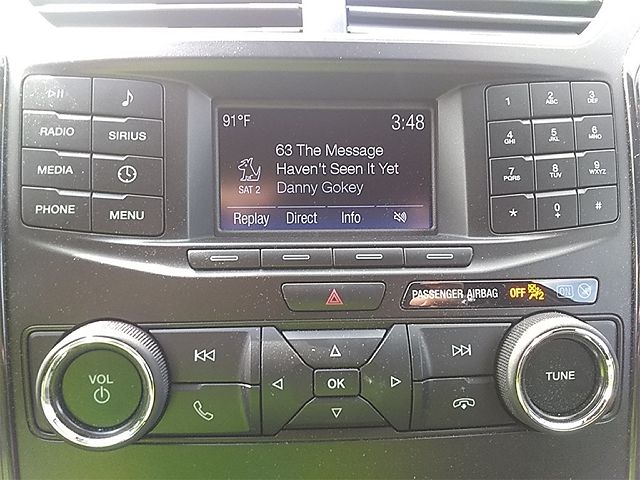 91°F 3:48
63 The Message
Haven't Seen It Yet
SAT 2 Danny Gokey
Replay Direct Info
RADIO SIRIUS
MEDIA
PHONE MENU
1 2 ABC 3 DEF
4 GHI 5 JKL 6 MNO
7 PQRS 8 TUV 9 WXYZ
* 0 + #
PASSENGER AIRBAG OFF 2 ON
VOL
OK
TUNE